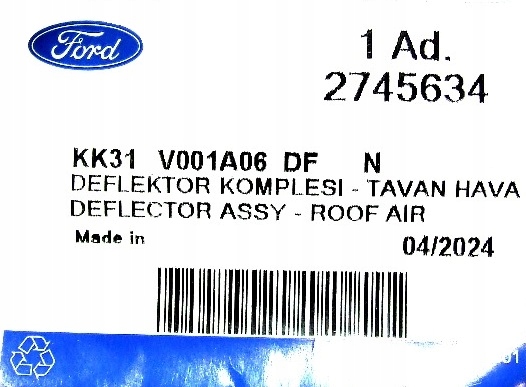 Ford
1 Ad.
2745634
KK31 V001A06 DF N
DEFLEKTOR KOMPLESI - TAVAN HAVA
DEFLECTOR ASSY - ROOF AIR
Made in
04/2024